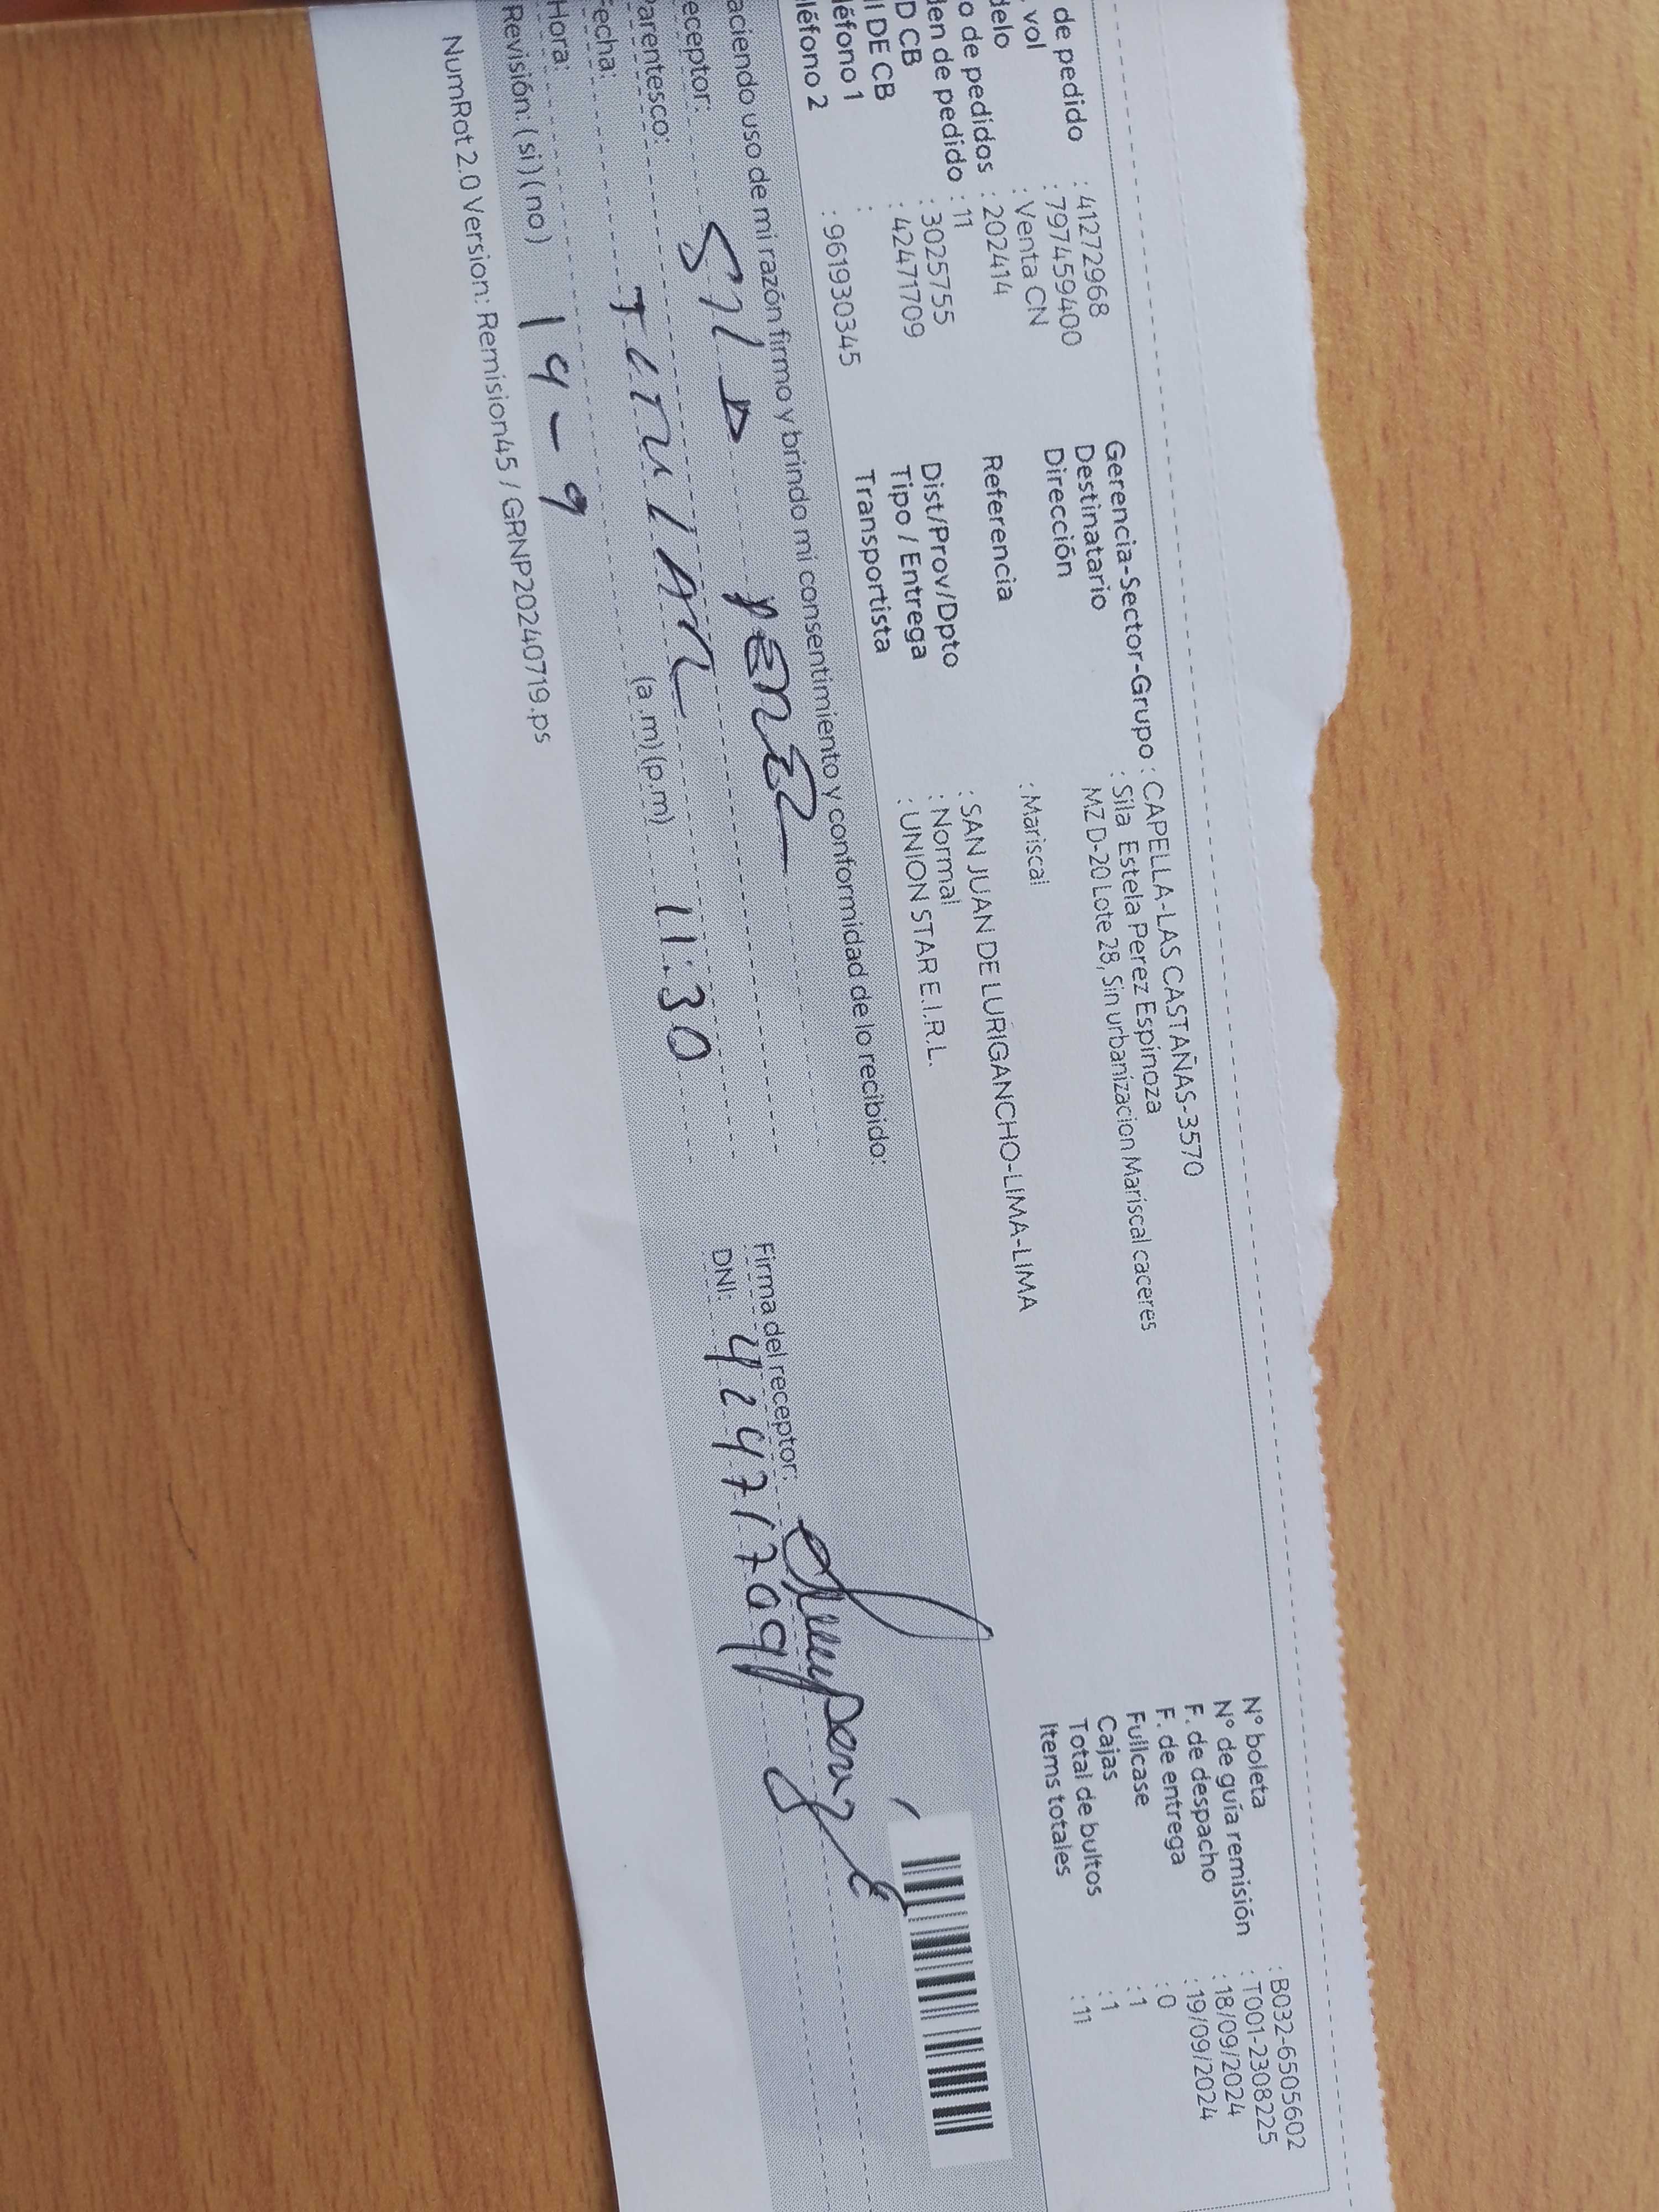 de pedido : 41272968
vol : 797459400
delo : Venta CN
o de pedidos : 202414
den de pedido : 11
D CB : 3025755
I DE CB : 42471709
léfono 1 :
léfono 2 : 961930345
Gerencia-Sector-Grupo : CAPELLA-LAS CASTAÑAS-3570
Destinatario : Sila Estela Perez Espinoza
Dirección MZ D-20 Lote 28, Sin urbanizacion Mariscal caceres
Referencia : Mariscal
Dist/Prov/Dpto : SAN JUAN DE LURIGANCHO-LIMA-LIMA
Tipo / Entrega : Normal
Transportista : UNION STAR E.I.R.L.
N° boleta : B032-6505602
N° de guía remisión : T001-2308225
F. de despacho : 18/09/2024
F. de entrega : 19/09/2024
Fullcase : 0
Cajas : 1
Total de bultos : 1
Items totales : 11
aciendo uso de mi razón firmo y brindo mi consentimiento y conformidad de lo recibido:
eceptor: PEREZ
Parentesco:
Fecha: 19-9
Hora: (a.m)(p.m) 11:30
Revisión: (si)(no)
Firma del receptor:
DNI: 42471709
NumRot 2.0 Version: Remision45 / GRNP20240719.ps